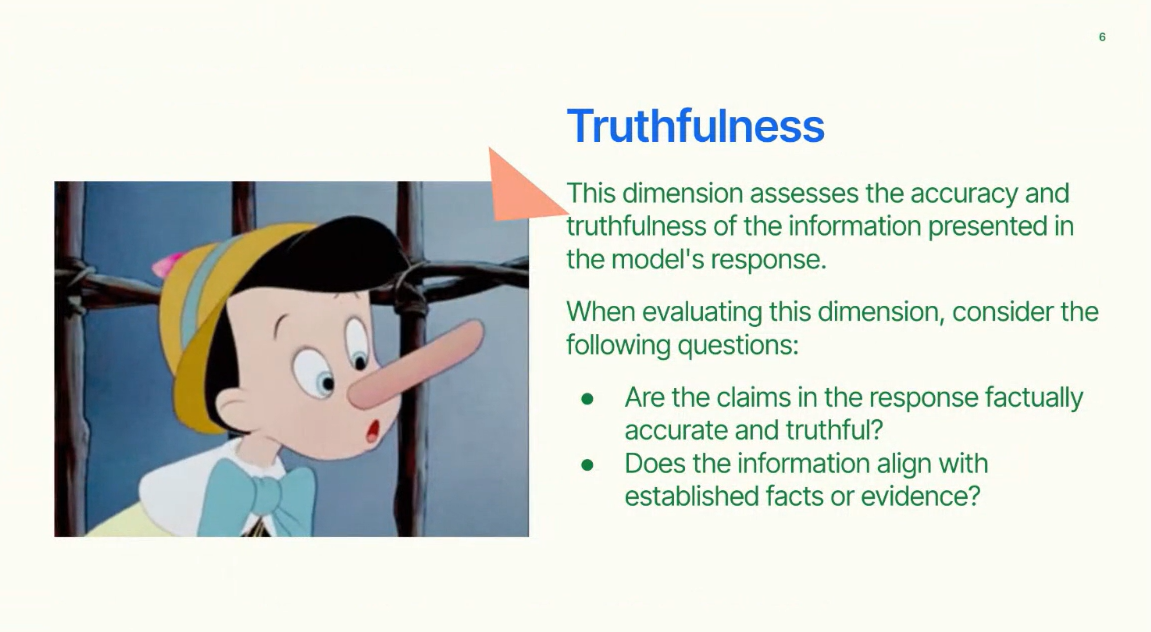 6
Truthfulness
This dimension assesses the accuracy and
truthfulness of the information presented in
the model's response.
When evaluating this dimension, consider the
following questions:
● Are the claims in the response factually
accurate and truthful?
● Does the information align with
established facts or evidence?